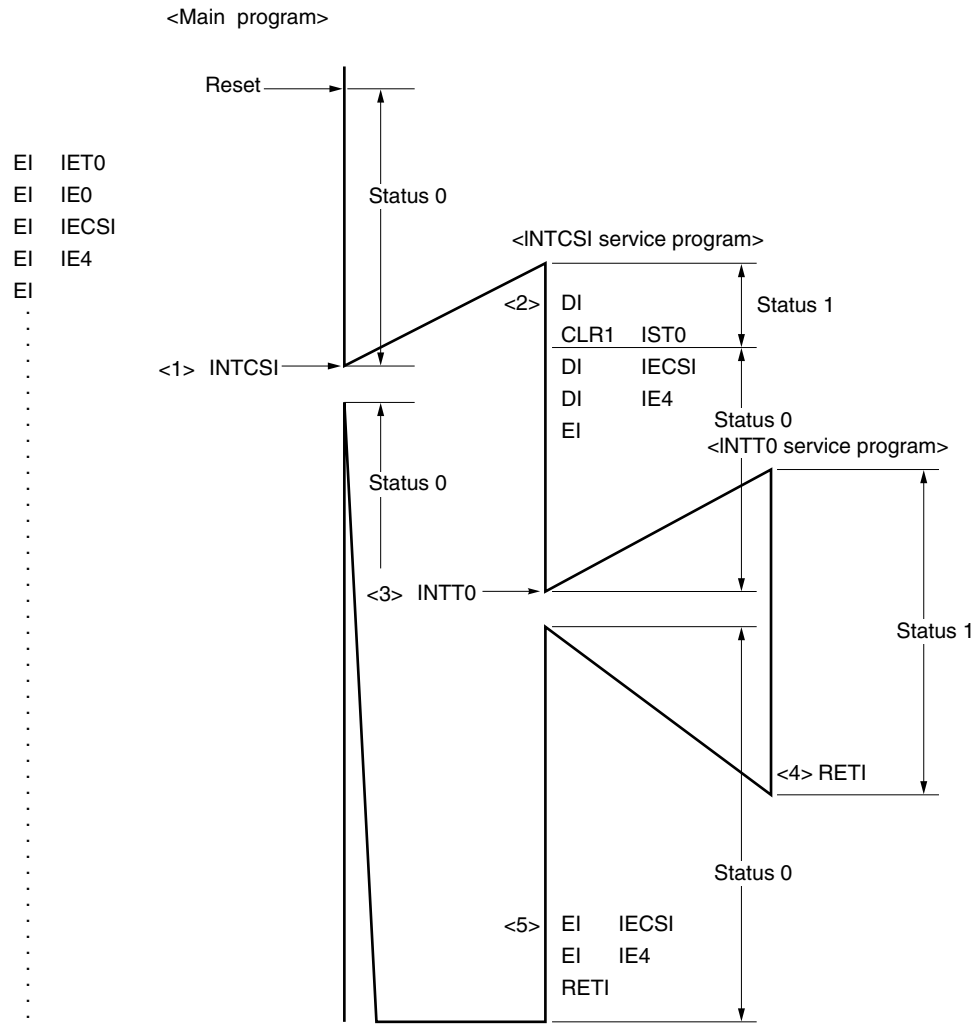 <Main program>
Reset
EI IET0
EI IE0
EI IECSI
EI IE4
EI
Status 0
<INTCSI service program>
<2> DI
CLR1 IST0
DI IECSI
DI IE4
EI
Status 1
<1> INTCSI
Status 0
Status 0
<INTT0 service program>
<3> INTT0
Status 1
<4> RETI
Status 0
<5> EI IECSI
EI IE4
RETI